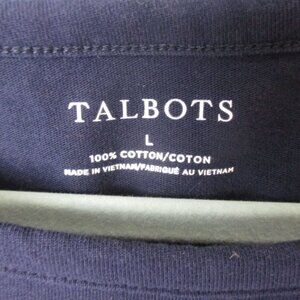 TALBOTS
L
100% COTTON/COTON
MADE IN VIETNAM/FABRIQUÉ AU VIETNAM